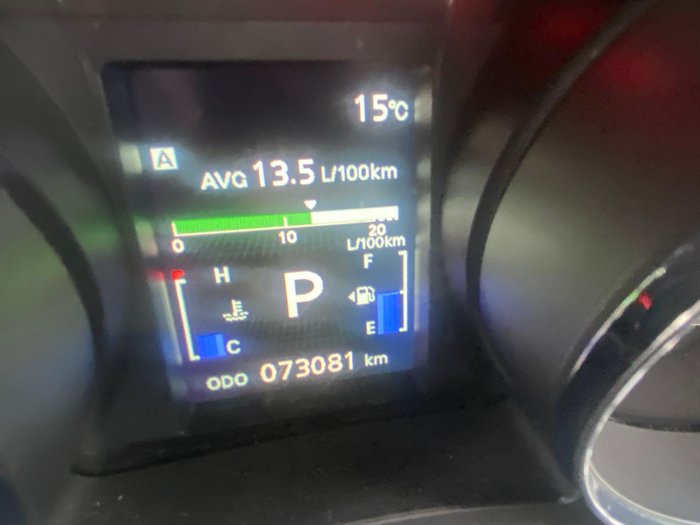 15°C
A
AVG 13.5 L/100km
0 10 20
L/100km
H F
P
C E
ODO 073081 km